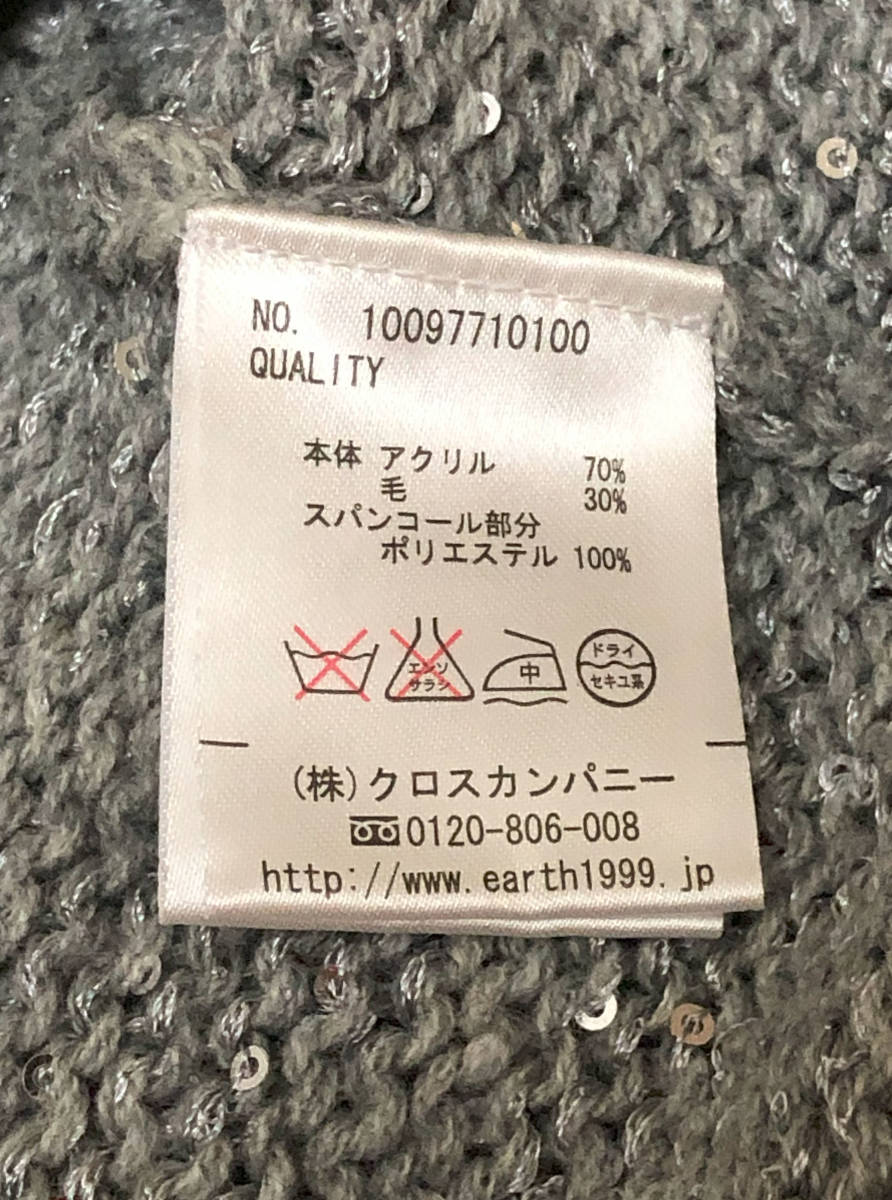 NO. 10097710100
QUALITY
本体 アクリル 70%
毛 30%
スパンコール部分
ポリエステル 100%
エンソ
サラシ
中
ドライ
セキユ系
(株)クロスカンパニー
0120-806-008
http://www.earth1999.jp